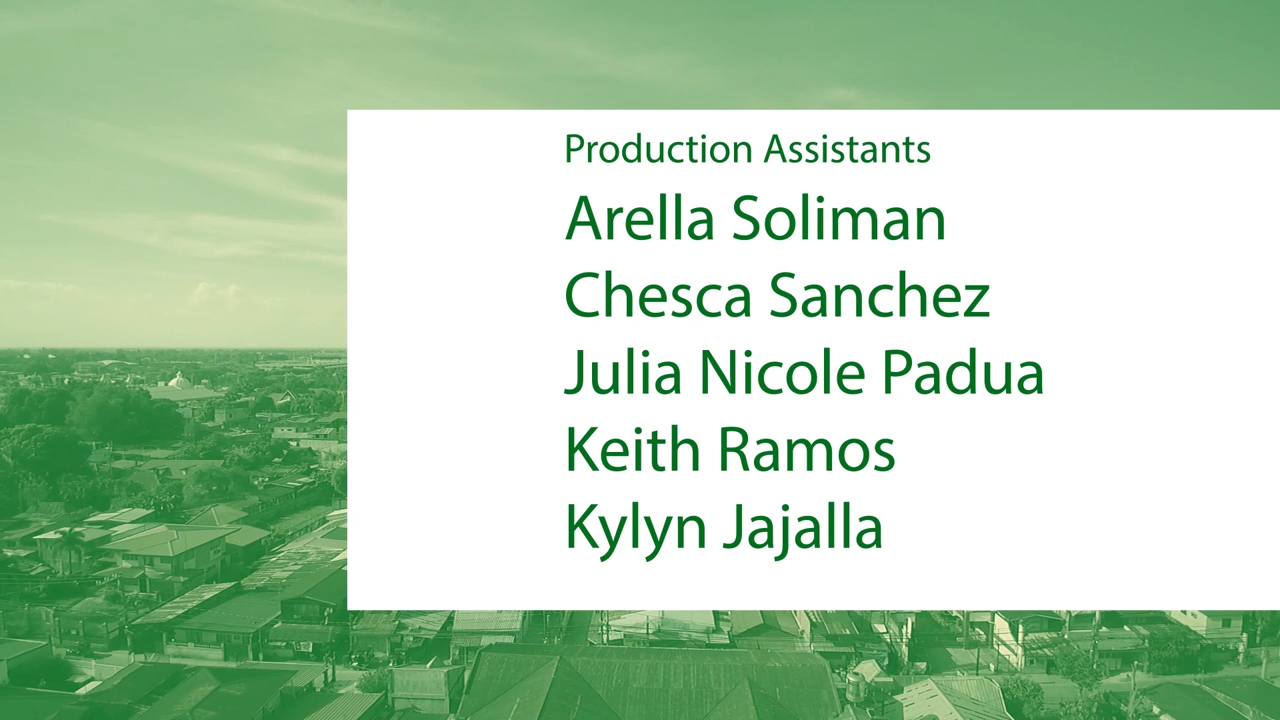 Production Assistants
Arella Soliman
Chesca Sanchez
Julia Nicole Padua
Keith Ramos
Kylyn Jajalla